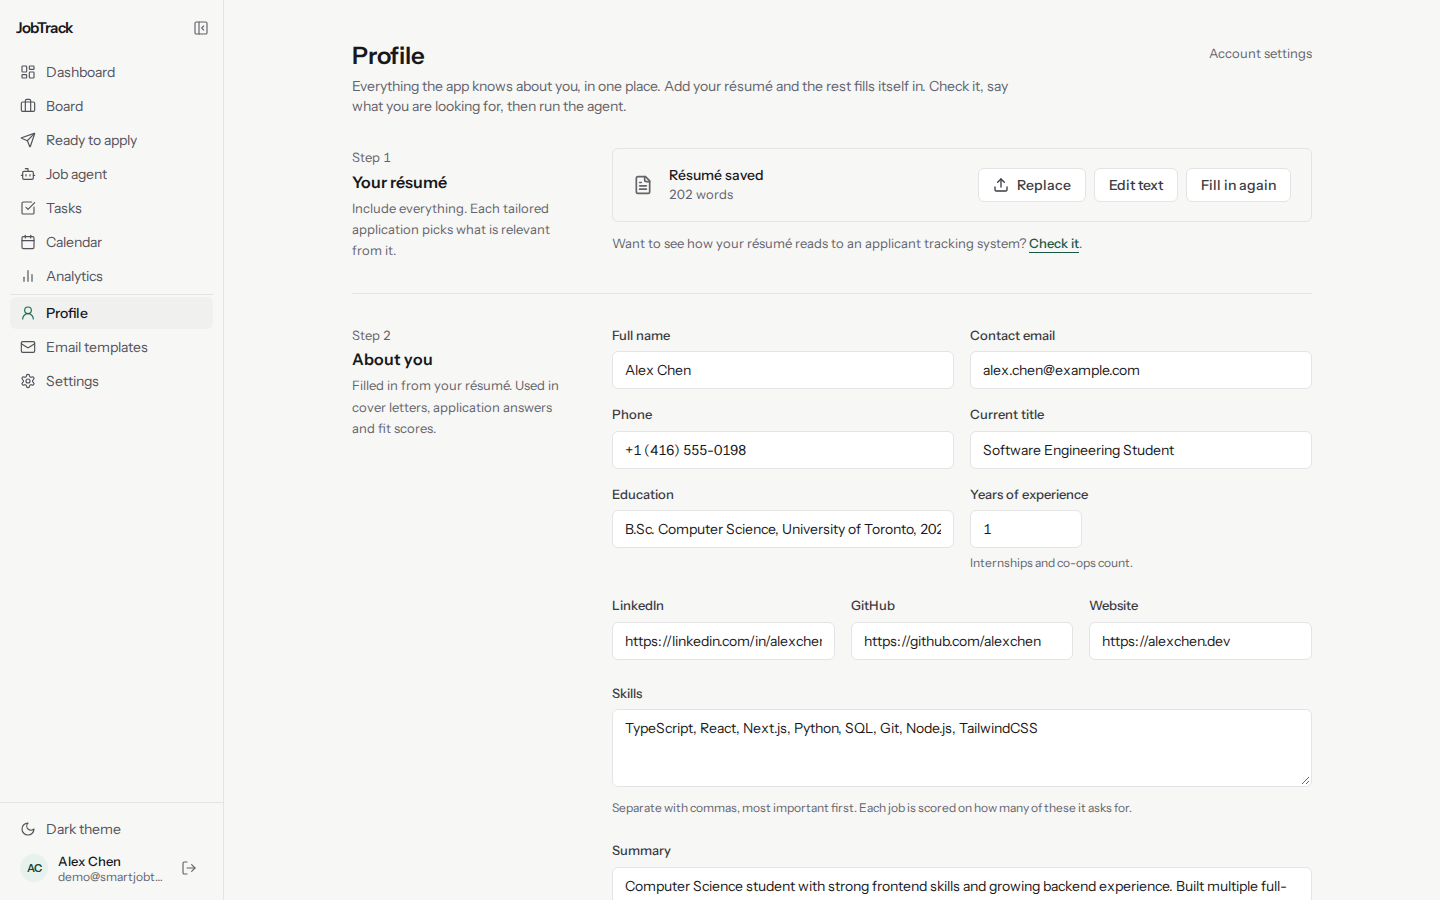 JobTrack
Dashboard
Board
Ready to apply
Job agent
Tasks
Calendar
Analytics
Profile
Email templates
Settings
Dark theme
AC
Alex Chen
demo@smartjobt...
Profile
Account settings
Everything the app knows about you, in one place. Add your résumé and the rest fills itself in. Check it, say
what you are looking for, then run the agent.
Step 1
Your résumé
Include everything. Each tailored
application picks what is relevant
from it.
Résumé saved
202 words
Replace
Edit text
Fill in again
Want to see how your résumé reads to an applicant tracking system? Check it.
Step 2
About you
Filled in from your résumé. Used in
cover letters, application answers
and fit scores.
Full name
Alex Chen
Contact email
alex.chen@example.com
Phone
+1 (416) 555-0198
Current title
Software Engineering Student
Education
B.Sc. Computer Science, University of Toronto, 202
Years of experience
1
Internships and co-ops count.
LinkedIn
https://linkedin.com/in/alexchen
GitHub
https://github.com/alexchen
Website
https://alexchen.dev
Skills
TypeScript, React, Next.js, Python, SQL, Git, Node.js, TailwindCSS
Separate with commas, most important first. Each job is scored on how many of these it asks for.
Summary
Computer Science student with strong frontend skills and growing backend experience. Built multiple full-